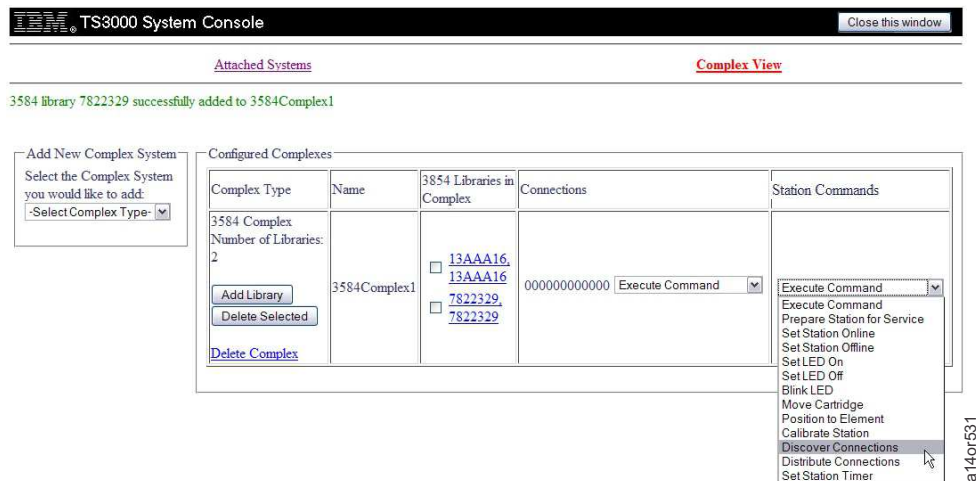 IBM® TS3000 System Console
Close this window
Attached Systems
Complex View
3584 library 7822329 successfully added to 3584Complex1
Add New Complex System
Select the Complex System
you would like to add:
-Select Complex Type-
Configured Complexes
Complex Type
Name
3854 Libraries in
Complex
Connections
Station Commands
3584 Complex
Number of Libraries:
2
Add Library
Delete Selected
Delete Complex
3584Complex1
13AAA16,
13AAA16
7822329,
7822329
000000000000
Execute Command
Execute Command
Execute Command
Prepare Station for Service
Set Station Online
Set Station Offline
Set LED On
Set LED Off
Blink LED
Move Cartridge
Position to Element
Calibrate Station
Discover Connections
Distribute Connections
Set Station Timer
a14or531